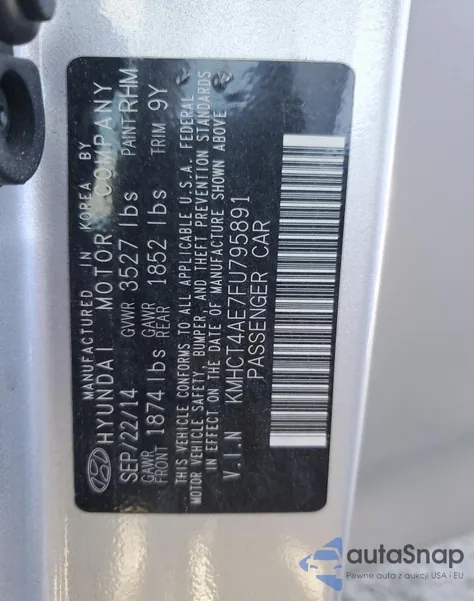 MANUFACTURED IN KOREA BY
HYUNDAI MOTOR COMPANY
SEP/22/14 GVWR 3527 lbs PAINT RHM
GAWR FRONT 1874 lbs GAWR REAR 1852 lbs TRIM 9Y
THIS VEHICLE CONFORMS TO ALL APPLICABLE U.S.A. FEDERAL
MOTOR VEHICLE SAFETY, BUMPER, AND THEFT PREVENTION STANDARDS
IN EFFECT ON THE DATE OF MANUFACTURE SHOWN ABOVE
V.I.N KMHCT4AE7FU795891
PASSENGER CAR
autoSnap
Pewne auto z aukcji USA i EU